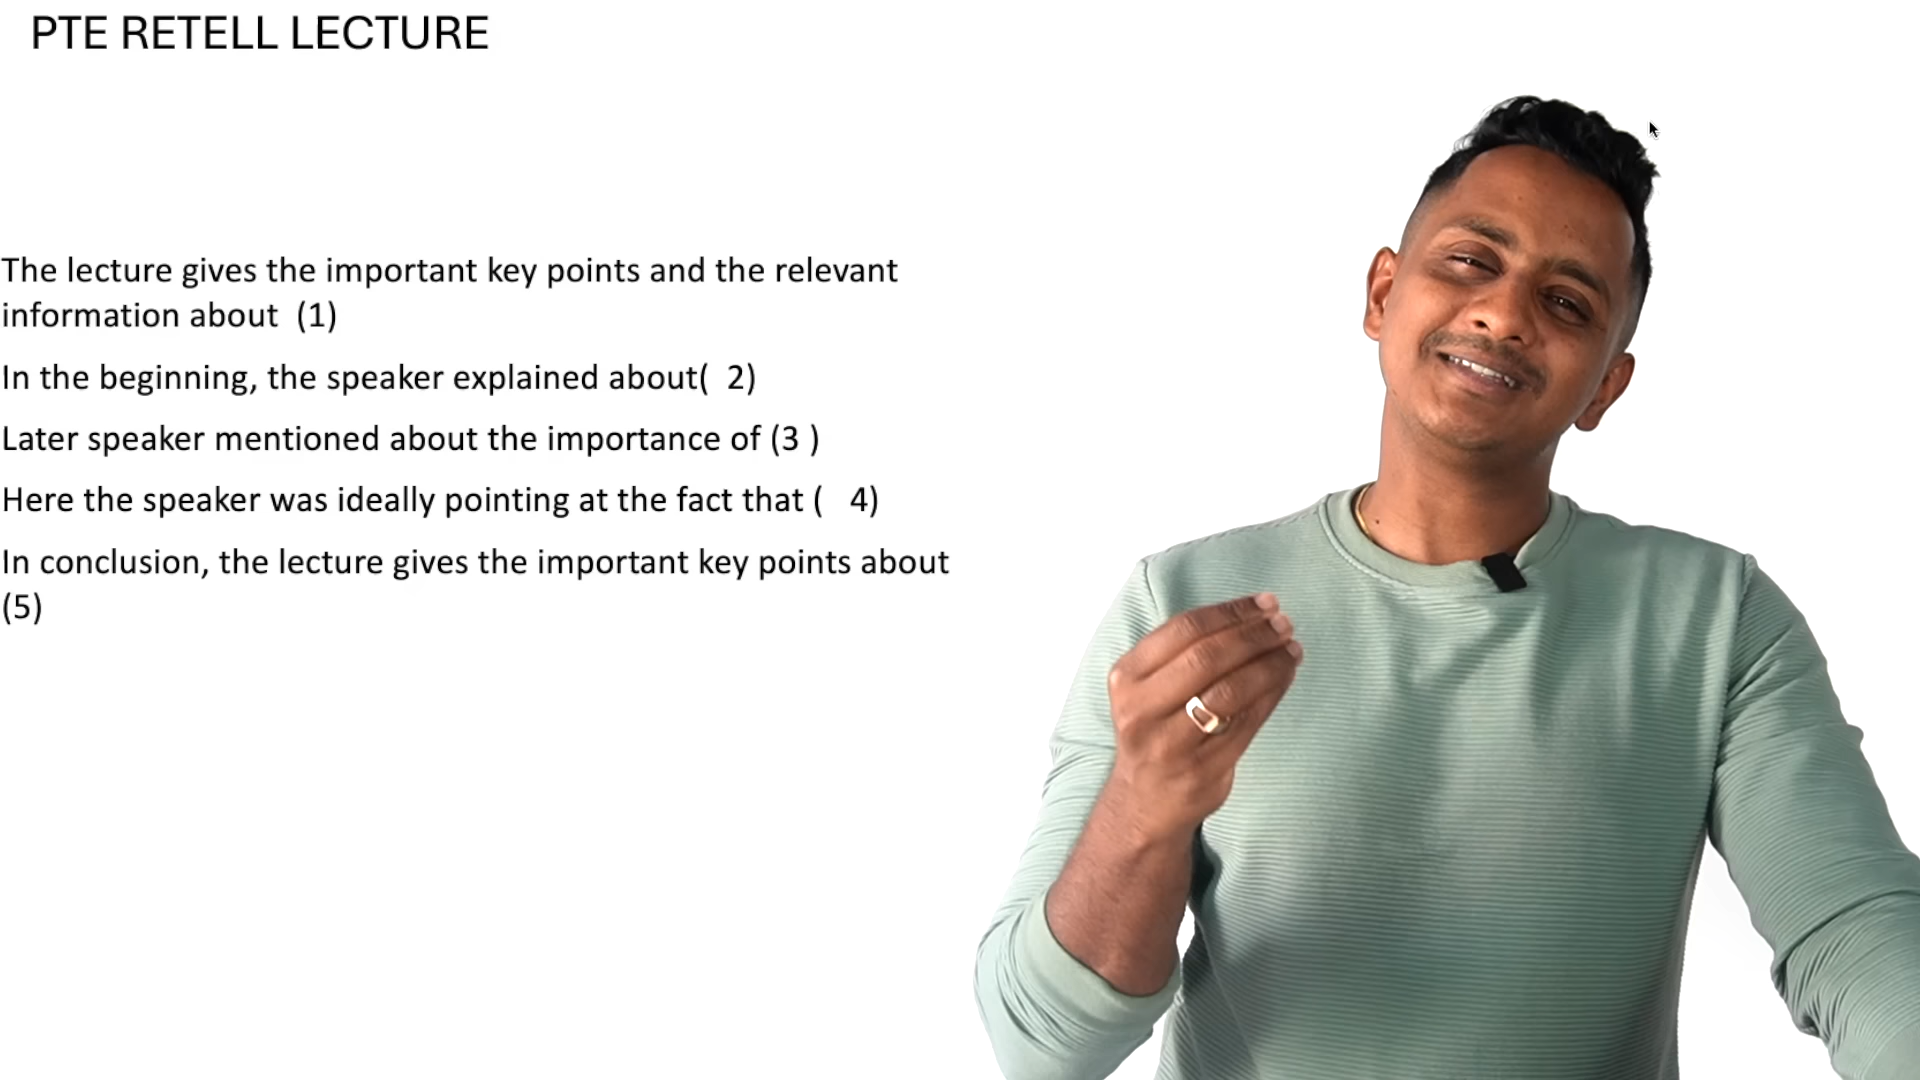 PTE RETELL LECTURE
The lecture gives the important key points and the relevant
information about  (1)
In the beginning, the speaker explained about(  2)
Later speaker mentioned about the importance of (3 )
Here the speaker was ideally pointing at the fact that (   4)
In conclusion, the lecture gives the important key points about
(5)